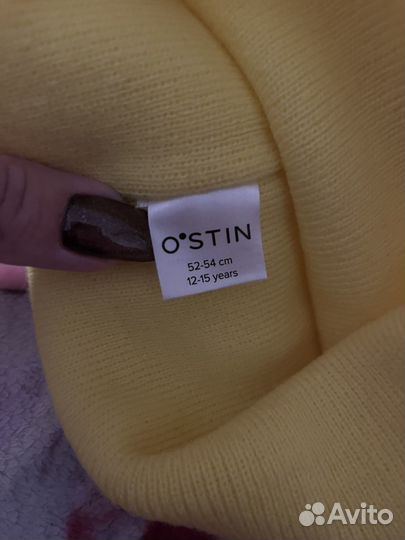 O'STIN
52-54 cm
12-15 years
Avito